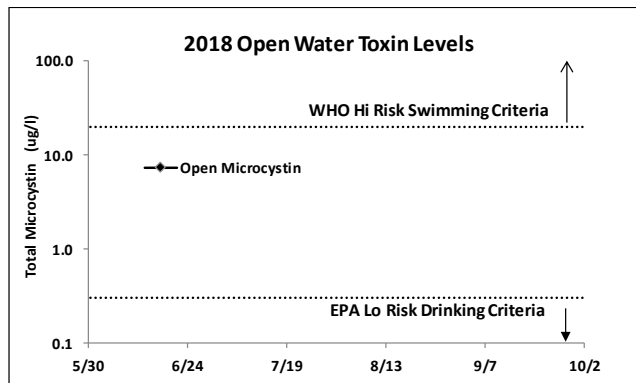 2018 Open Water Toxin Levels
100.0
WHO Hi Risk Swimming Criteria
10.0
Open Microcystin
Total Microcystin (ug/l)
1.0
EPA Lo Risk Drinking Criteria
0.1
5/30 6/24 7/19 8/13 9/7 10/2